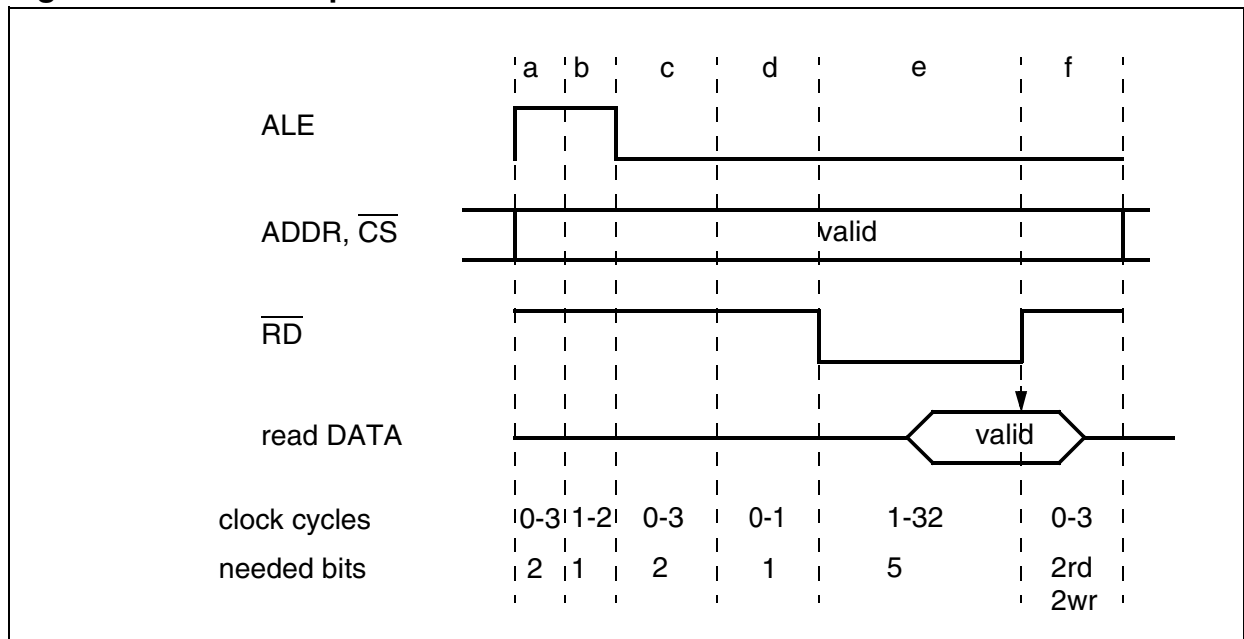 a b c d e f
ALE
ADDR, CS
valid
RD
read DATA
valid
clock cycles 0-3 1-2 0-3 0-1 1-32 0-3
needed bits 2 1 2 1 5 2rd
2wr